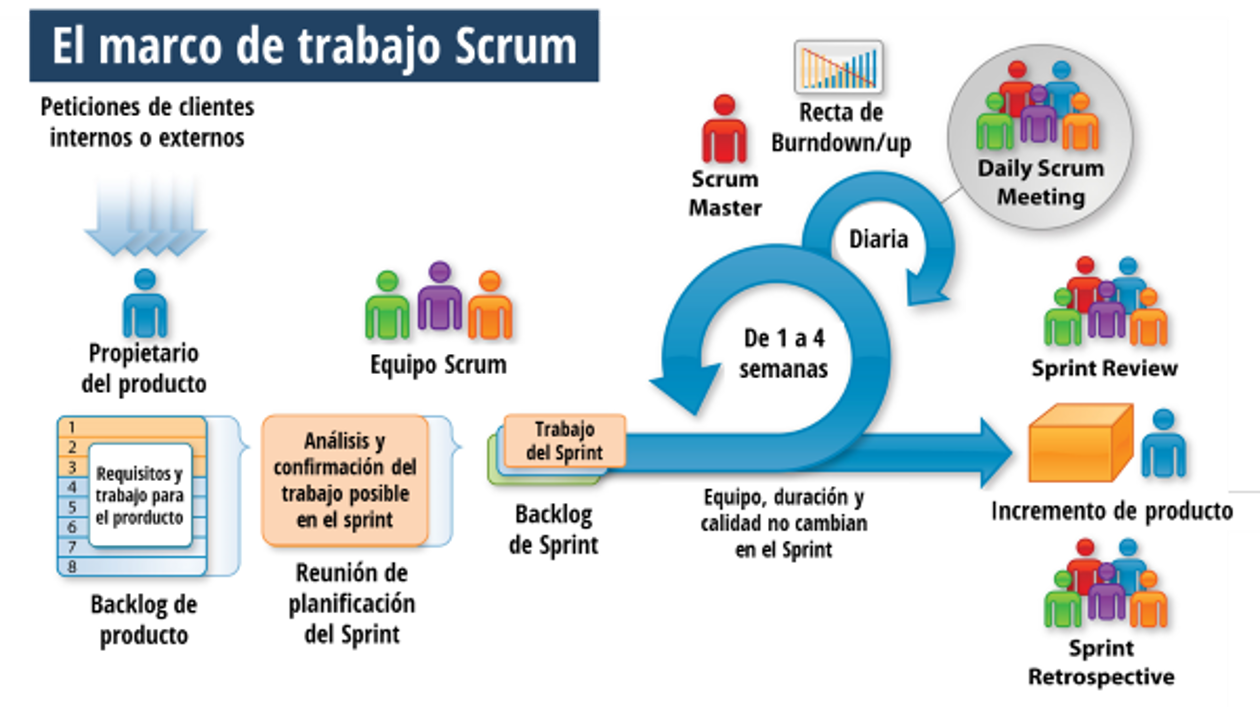 El marco de trabajo Scrum
Peticiones de clientes
internos o externos
Propietario
del producto
1
2
3
4
5
6
7
8
Requisitos y
trabajo para
el prorducto
Backlog de
producto
Equipo Scrum
Análisis y
confirmación del
trabajo posible
en el sprint
Reunión de
planificación
del Sprint
Trabajo
del Sprint
Backlog
de Sprint
Scrum
Master
Recta de
Burndown/up
Daily Scrum
Meeting
Diaria
De 1 a 4
semanas
Equipo, duración y
calidad no cambian
en el Sprint
Sprint Review
Incremento de producto
Sprint
Retrospective